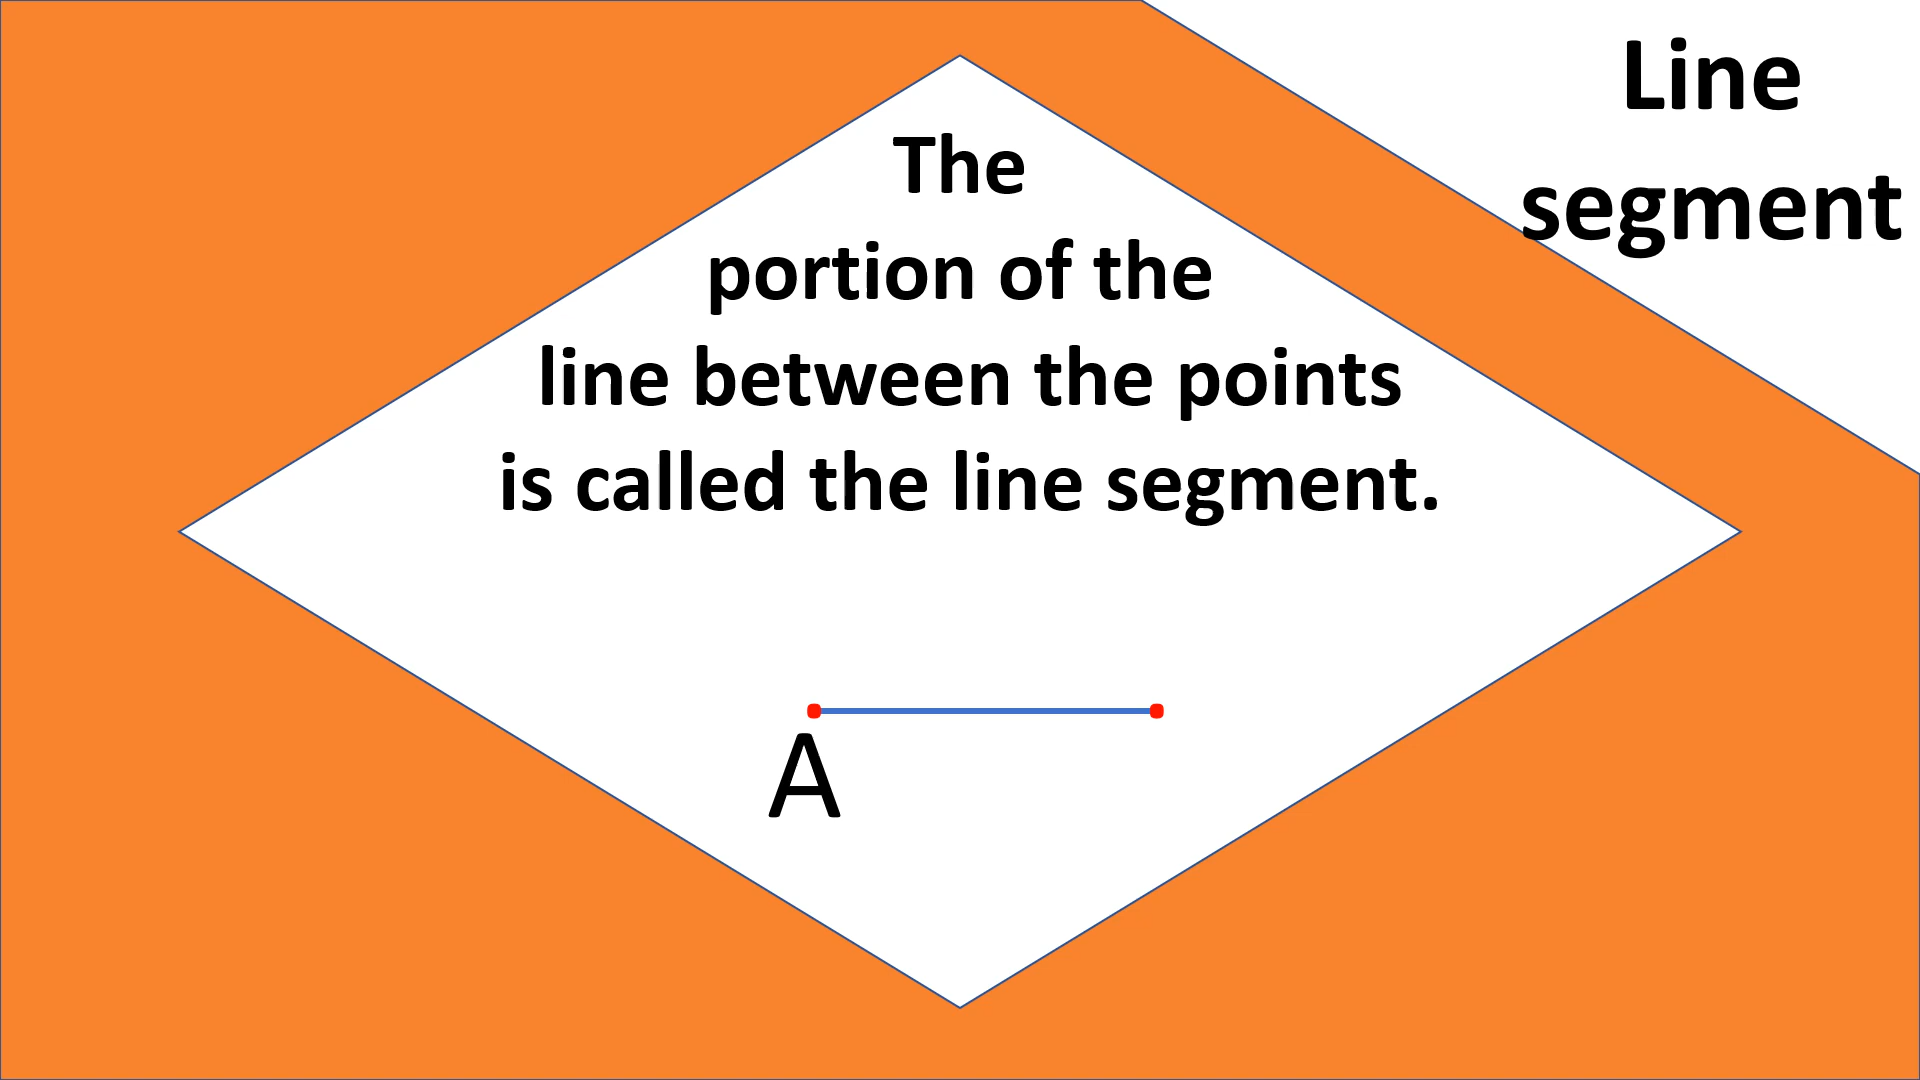 Line
segment
The
portion of the
line between the points
is called the line segment.
A